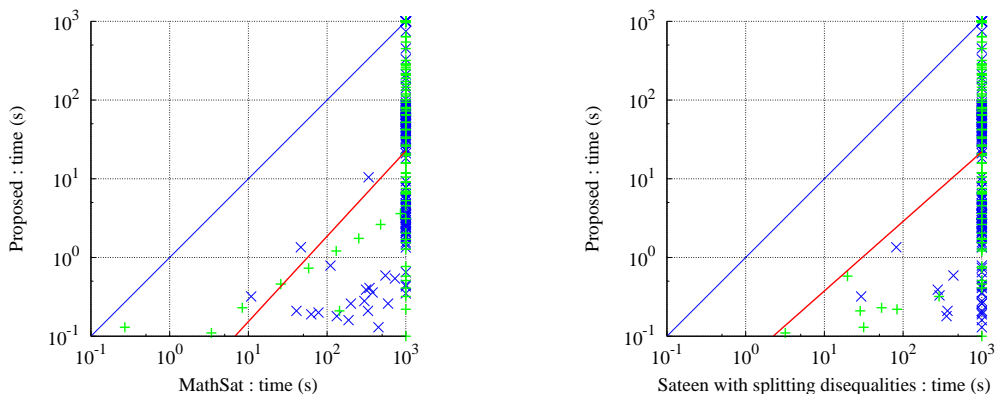 10^3
10^2
10^1
10^0
10^-1
10^-1 10^0 10^1 10^2 10^3
Proposed : time (s)
MathSat : time (s)
10^3
10^2
10^1
10^0
10^-1
10^-1 10^0 10^1 10^2 10^3
Proposed : time (s)
Sateen with splitting disequalities : time (s)